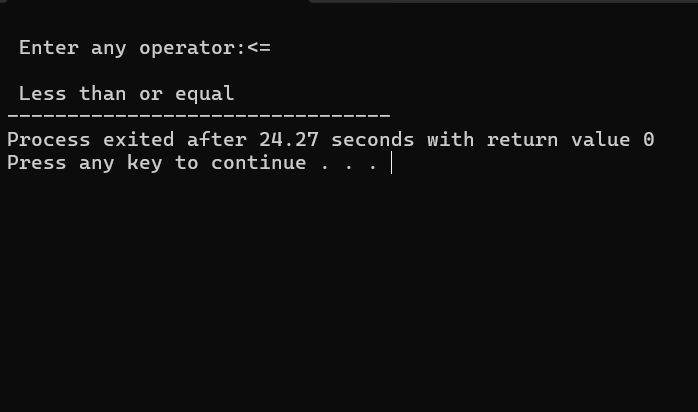 Enter any operator:<=
Less than or equal
--------------------------------
Process exited after 24.27 seconds with return value 0
Press any key to continue . . .